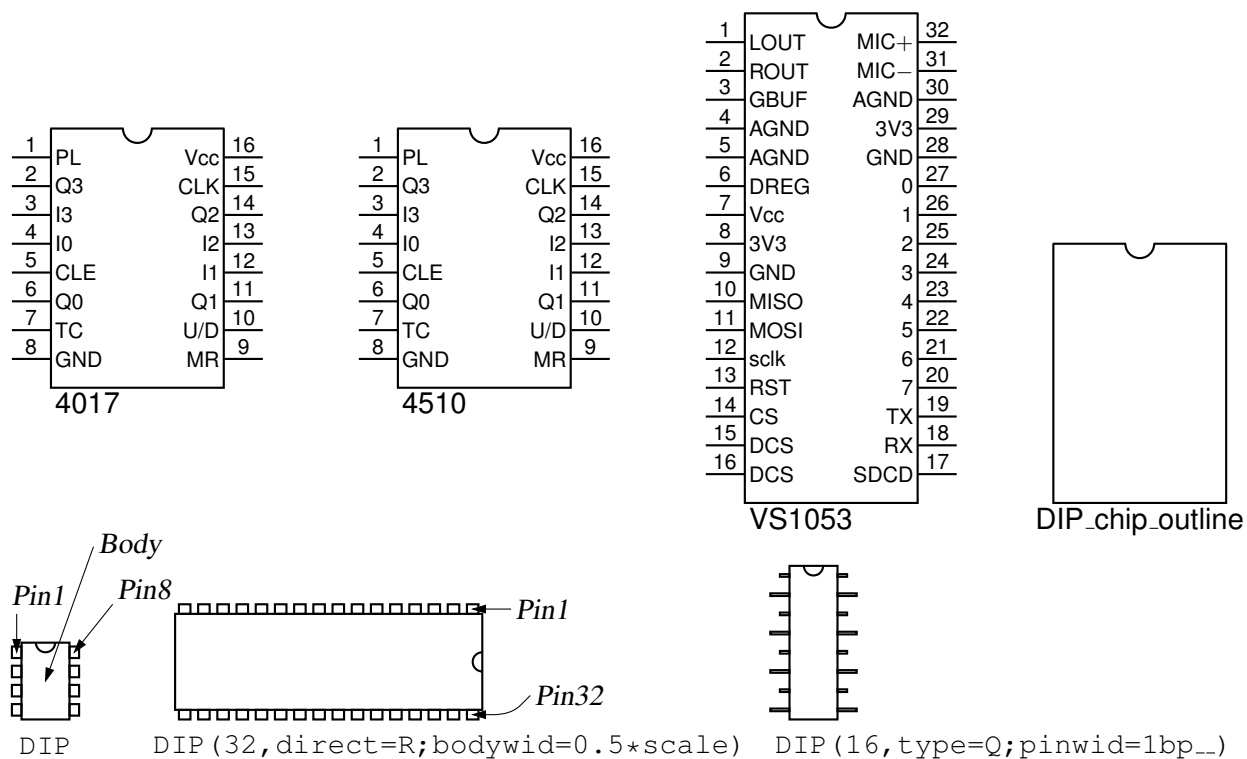 1 LOUT MIC+ 32
2 ROUT MIC− 31
3 GBUF AGND 30
4 AGND 3V3 29
5 AGND GND 28
6 DREG 0 27
7 Vcc 1 26
8 3V3 2 25
9 GND 3 24
10 MISO 4 23
11 MOSI 5 22
12 sclk 6 21
13 RST 7 20
14 CS TX 19
15 DCS RX 18
16 DCS SDCD 17
VS1053
1 PL Vcc 16
2 Q3 CLK 15
3 I3 Q2 14
4 I0 I2 13
5 CLE I1 12
6 Q0 Q1 11
7 TC U/D 10
8 GND MR 9
4017
1 PL Vcc 16
2 Q3 CLK 15
3 I3 Q2 14
4 I0 I2 13
5 CLE I1 12
6 Q0 Q1 11
7 TC U/D 10
8 GND MR 9
4510
DIP_chip_outline
Body
Pin1 Pin8
DIP
Pin1
Pin32
DIP(32,direct=R;bodywid=0.5*scale)
DIP(16,type=Q;pinwid=1bp__)